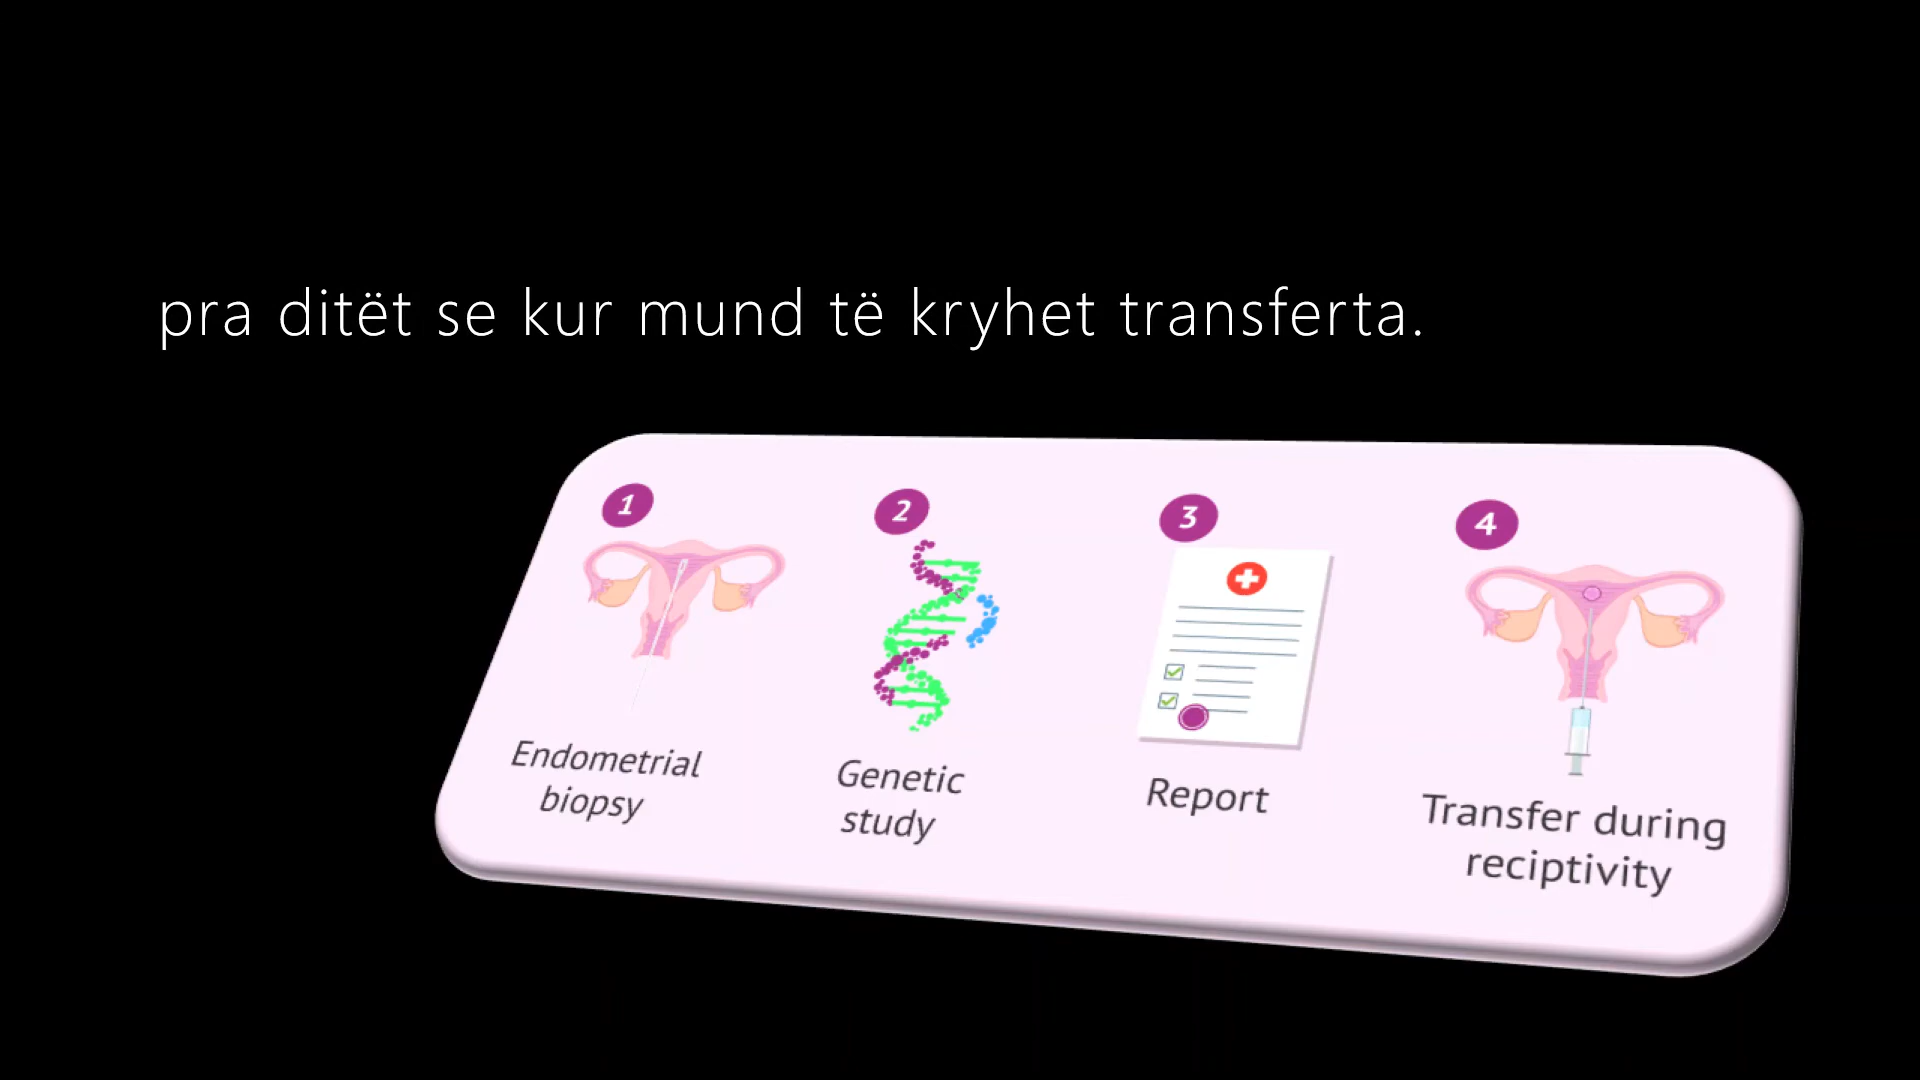 pra ditët se kur mund të kryhet transferta.
1
2
3
4
Endometrial
biopsy
Genetic
study
Report
Transfer during
reciptivity